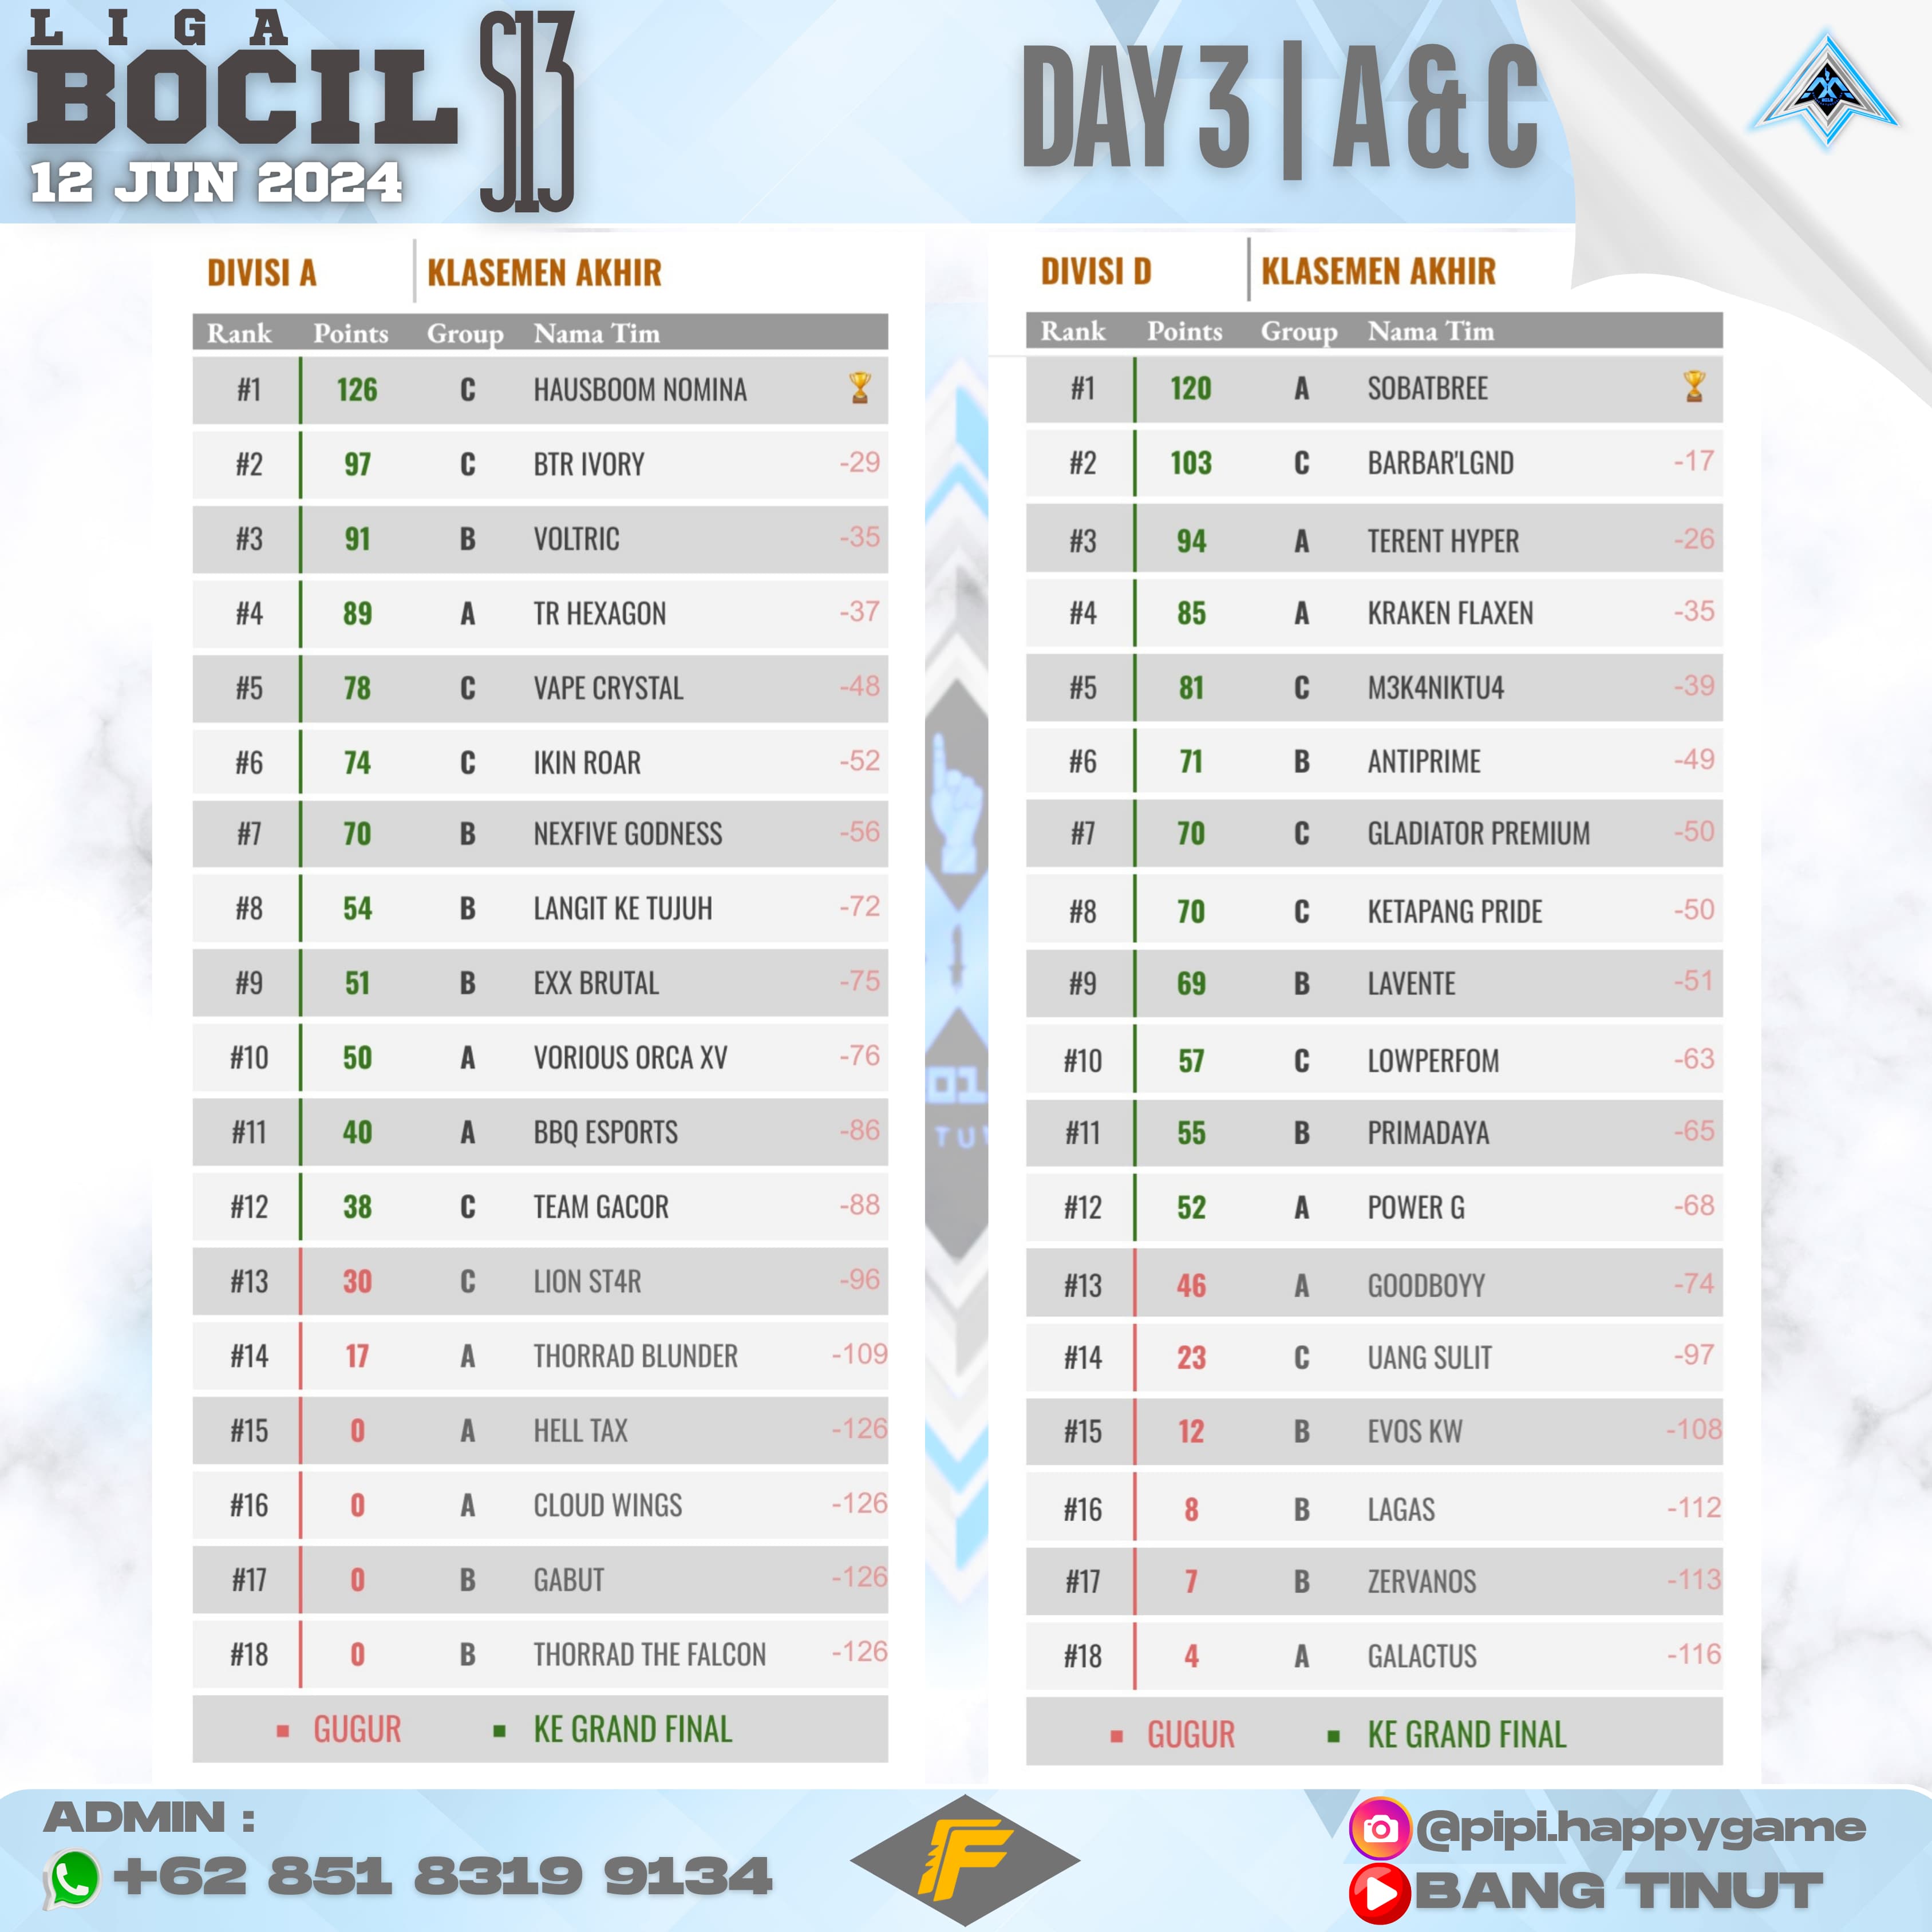 LIGA
BOCIL
S13
12 JUN 2024
DAY 3 | A & C
DIVISI A KLASEMEN AKHIR
Rank Points Group Nama Tim
#1 126 C HAUSBOOM NOMINA
#2 97 C BTR IVORY -29
#3 91 B VOLTRIC -35
#4 89 A TR HEXAGON -37
#5 78 C VAPE CRYSTAL -48
#6 74 C IKIN ROAR -52
#7 70 B NEXFIVE GODNESS -56
#8 54 B LANGIT KE TUJUH -72
#9 51 B EXX BRUTAL -75
#10 50 A VORIOUS ORCA XV -76
#11 40 A BBQ ESPORTS -86
#12 38 C TEAM GACOR -88
#13 30 C LION ST4R -96
#14 17 A THORRAD BLUNDER -109
#15 0 A HELL TAX -126
#16 0 A CLOUD WINGS -126
#17 0 B GABUT -126
#18 0 B THORRAD THE FALCON -126
GUGUR KE GRAND FINAL
DIVISI D KLASEMEN AKHIR
Rank Points Group Nama Tim
#1 120 A SOBATBREE
#2 103 C BARBAR'LGND -17
#3 94 A TERENT HYPER -26
#4 85 A KRAKEN FLAXEN -35
#5 81 C M3K4NIKTU4 -39
#6 71 B ANTIPRIME -49
#7 70 C GLADIATOR PREMIUM -50
#8 70 C KETAPANG PRIDE -50
#9 69 B LAVENTE -51
#10 57 C LOWPERFOM -63
#11 55 B PRIMADAYA -65
#12 52 A POWER G -68
#13 46 A GOODBOYY -74
#14 23 C UANG SULIT -97
#15 12 B EVOS KW -108
#16 8 B LAGAS -112
#17 7 B ZERVANOS -113
#18 4 A GALACTUS -116
GUGUR KE GRAND FINAL
ADMIN :
+62 851 8319 9134
@pipi.happygame
BANG TINUT